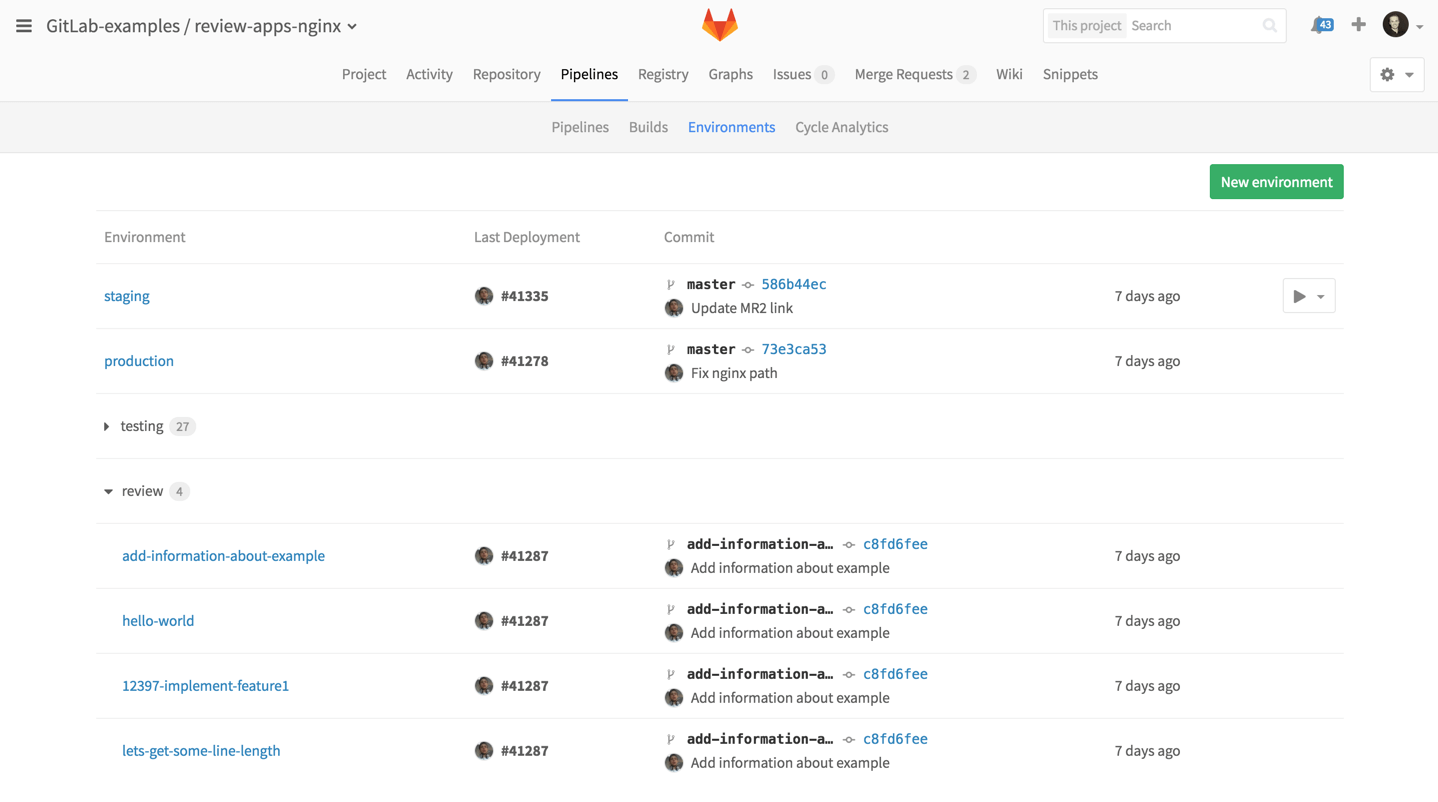 GitLab-examples / review-apps-nginx
This project Search
43
Project Activity Repository Pipelines Registry Graphs Issues 0 Merge Requests 2 Wiki Snippets
Pipelines Builds Environments Cycle Analytics
New environment
Environment Last Deployment Commit
staging #41335 master 586b44ec 7 days ago
Update MR2 link
production #41278 master 73e3ca53 7 days ago
Fix nginx path
testing 27
review 4
add-information-about-example #41287 add-information-a… c8fd6fee 7 days ago
Add information about example
hello-world #41287 add-information-a… c8fd6fee 7 days ago
Add information about example
12397-implement-feature1 #41287 add-information-a… c8fd6fee 7 days ago
Add information about example
lets-get-some-line-length #41287 add-information-a… c8fd6fee 7 days ago
Add information about example